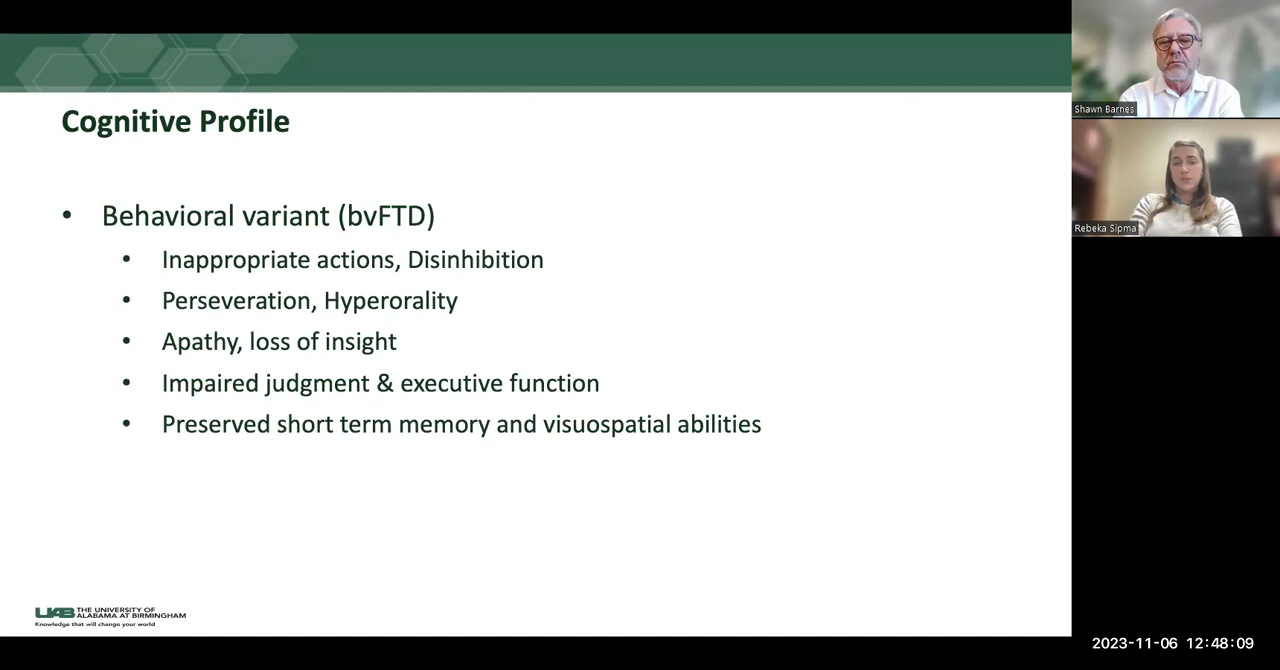 Cognitive Profile
• Behavioral variant (bvFTD)
• Inappropriate actions, Disinhibition
• Perseveration, Hyperorality
• Apathy, loss of insight
• Impaired judgment & executive function
• Preserved short term memory and visuospatial abilities
UAB THE UNIVERSITY OF
ALABAMA AT BIRMINGHAM
Knowledge that will change your world
Shawn Barnes
Rebeka Sipma
2023-11-06 12:48:09